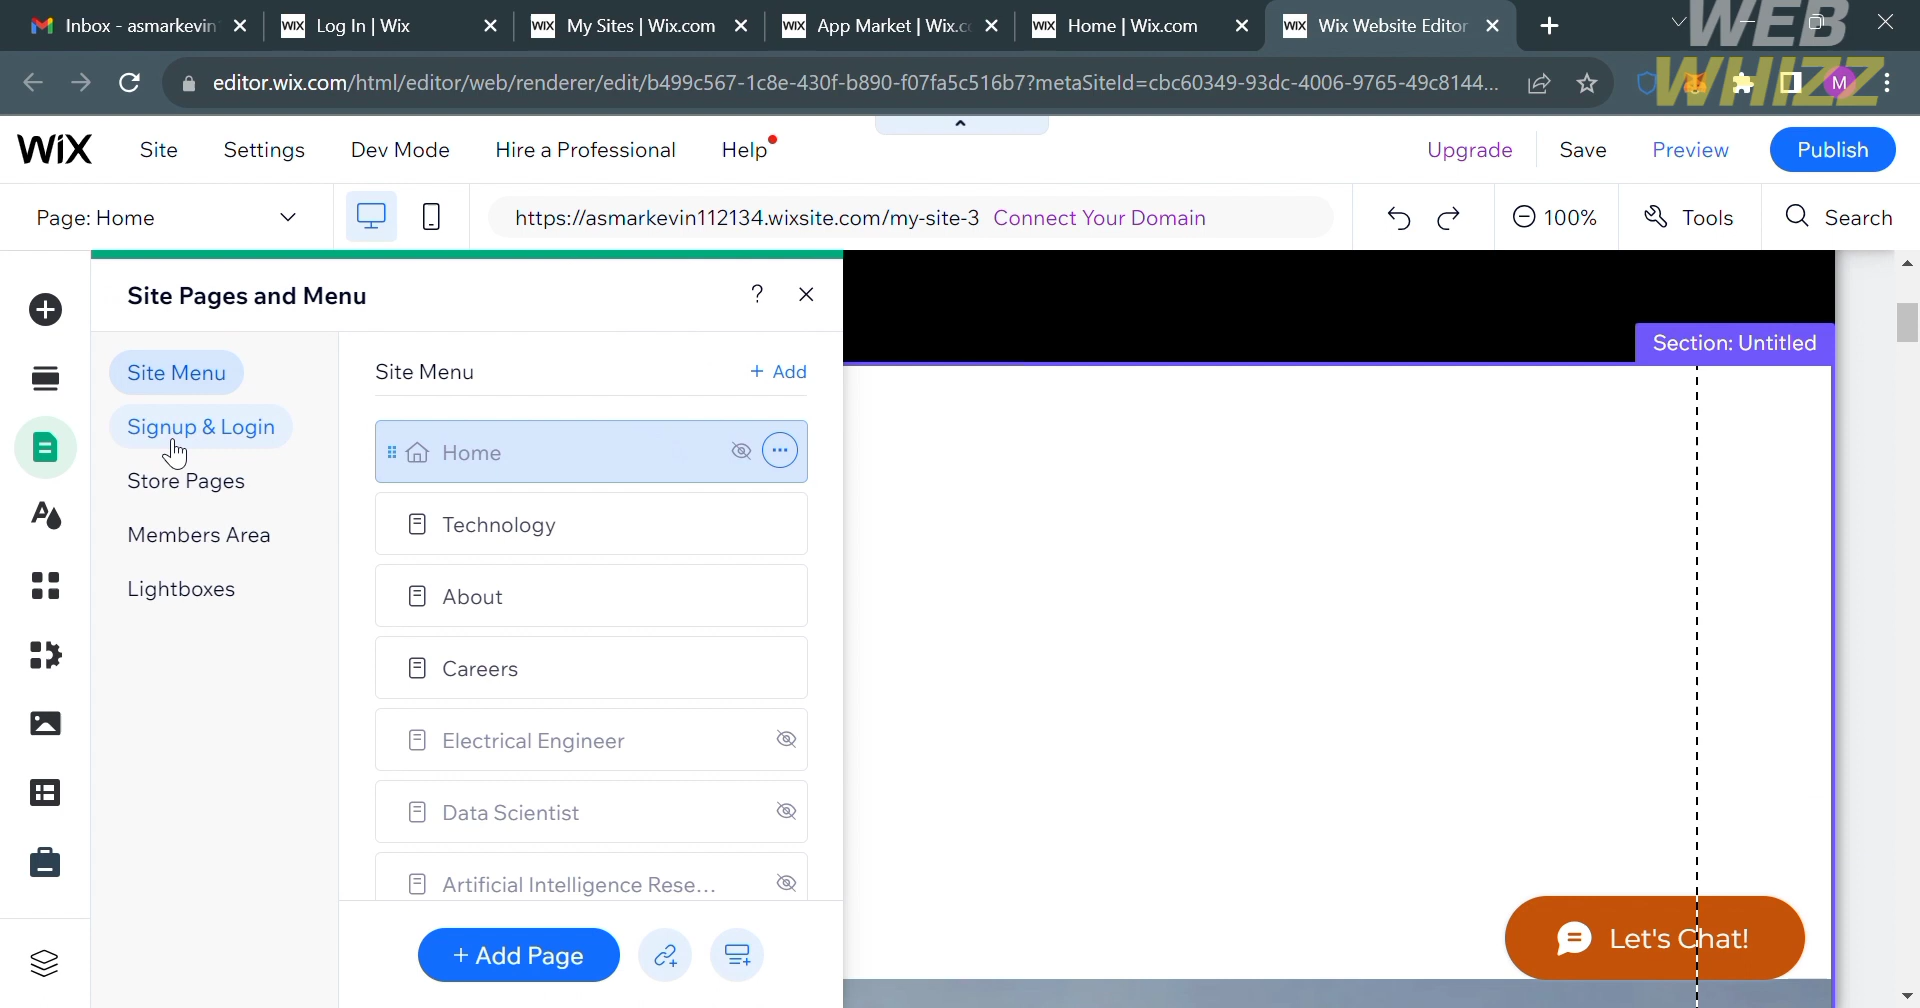 Inbox - asmarkevin
Log In | Wix
My Sites | Wix.com
App Market | Wix.c
Home | Wix.com
Wix Website Editor
WEB
WHIZZ
editor.wix.com/html/editor/web/renderer/edit/b499c567-1c8e-430f-b890-f07fa5c516b7?metaSiteId=cbc60349-93dc-4006-9765-49c8144...
M
WiX
Site
Settings
Dev Mode
Hire a Professional
Help
Upgrade
Save
Preview
Publish
Page: Home
https://asmarkevin112134.wixsite.com/my-site-3 Connect Your Domain
100%
Tools
Search
Site Pages and Menu
?
Section: Untitled
Site Menu
Signup & Login
Store Pages
Members Area
Lightboxes
Site Menu
+ Add
Home
Technology
About
Careers
Electrical Engineer
Data Scientist
Artificial Intelligence Rese...
+ Add Page
Let's Chat!